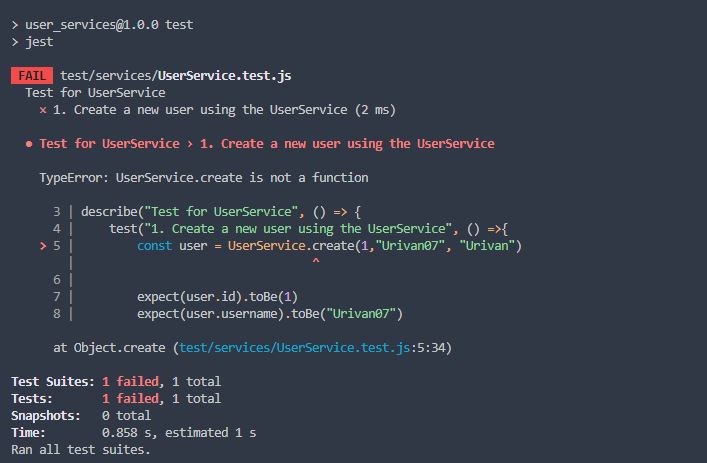 > user_services@1.0.0 test
> jest
FAIL test/services/UserService.test.js
Test for UserService
× 1. Create a new user using the UserService (2 ms)
● Test for UserService › 1. Create a new user using the UserService
TypeError: UserService.create is not a function
3 | describe("Test for UserService", () => {
4 |     test("1. Create a new user using the UserService", () =>{
> 5 |         const user = UserService.create(1,"Urivan07", "Urivan")
|                                  ^
6 |
7 |         expect(user.id).toBe(1)
8 |         expect(user.username).toBe("Urivan07")
at Object.create (test/services/UserService.test.js:5:34)
Test Suites: 1 failed, 1 total
Tests:       1 failed, 1 total
Snapshots:   0 total
Time:        0.858 s, estimated 1 s
Ran all test suites.